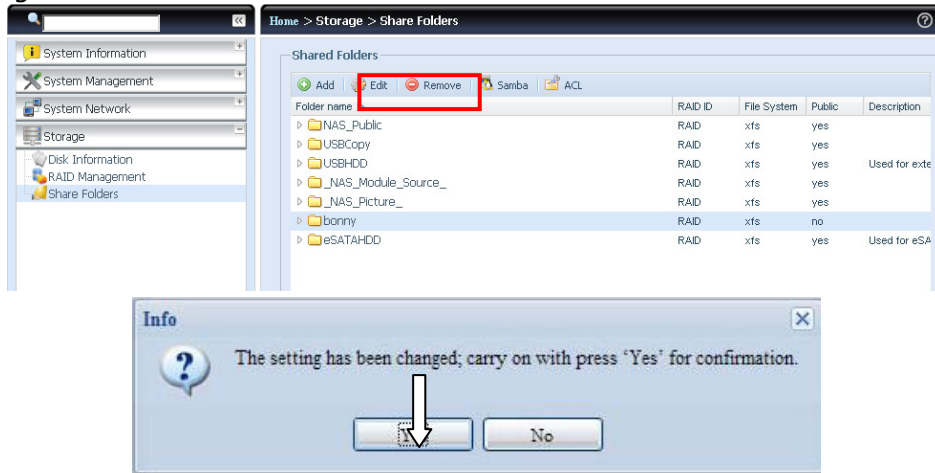 Home > Storage > Share Folders
System Information
System Management
System Network
Storage
Disk Information
RAID Management
Share Folders
Shared Folders
Add Edit Remove Samba ACL
Folder name RAID ID File System Public Description
NAS_Public RAID xfs yes
USBCopy RAID xfs yes
USBHDD RAID xfs yes Used for exte
_NAS_Module_Source_ RAID xfs yes
_NAS_Picture_ RAID xfs yes
bonny RAID xfs no
eSATAHDD RAID xfs yes Used for eSA
Info
The setting has been changed; carry on with press ‘Yes’ for confirmation.
No